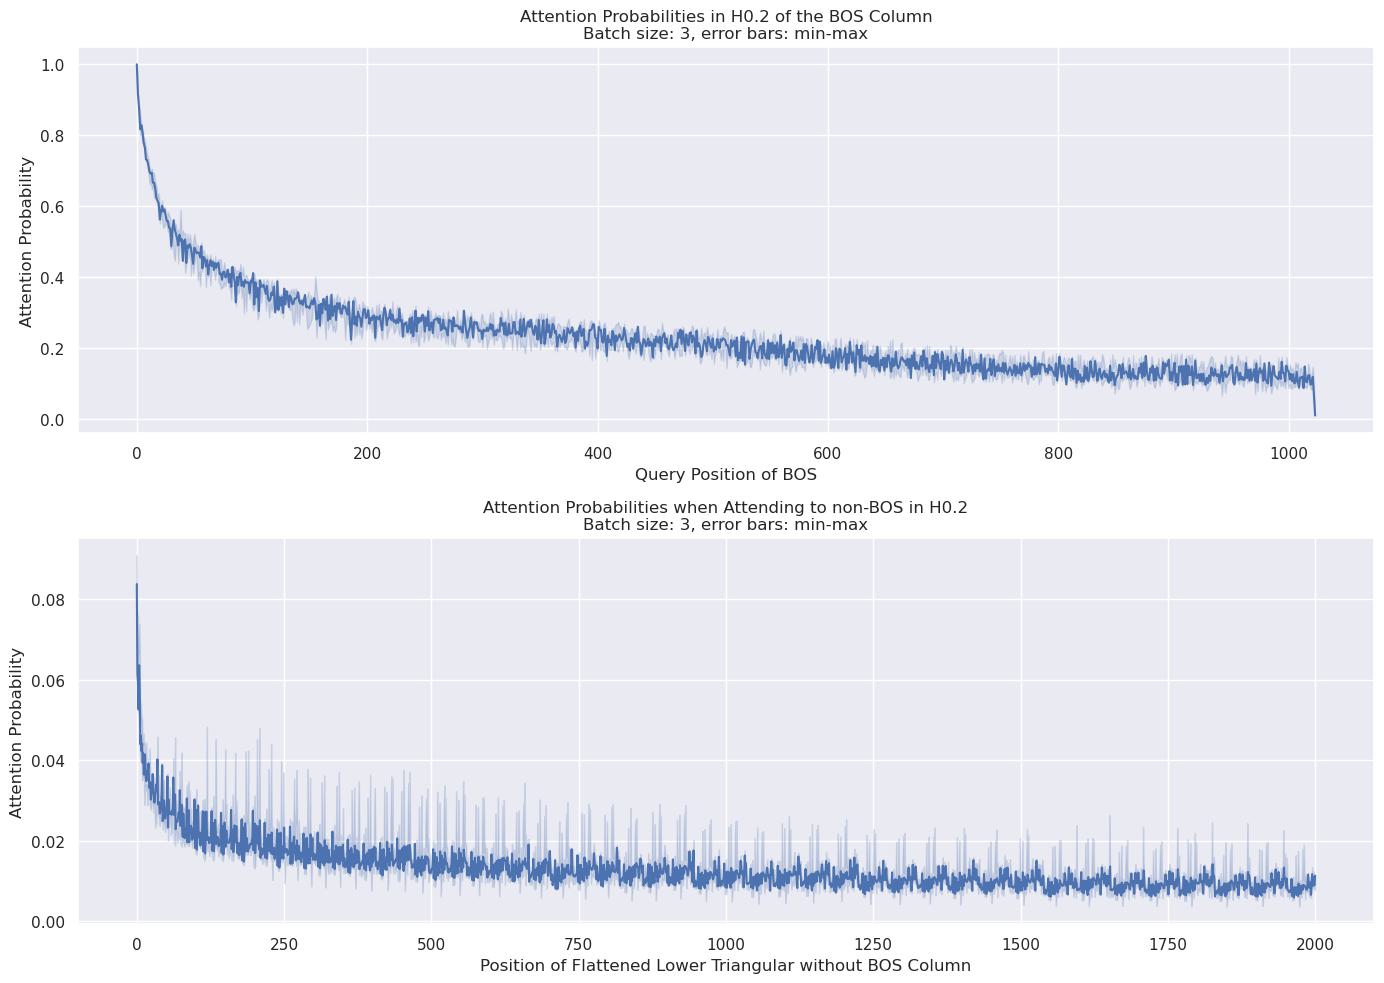 Attention Probabilities in H0.2 of the BOS Column
Batch size: 3, error bars: min-max
Attention Probability
1.0
0.8
0.6
0.4
0.2
0.0
0 200 400 600 800 1000
Query Position of BOS
Attention Probabilities when Attending to non-BOS in H0.2
Batch size: 3, error bars: min-max
Attention Probability
0.08
0.06
0.04
0.02
0.00
0 250 500 750 1000 1250 1500 1750 2000
Position of Flattened Lower Triangular without BOS Column